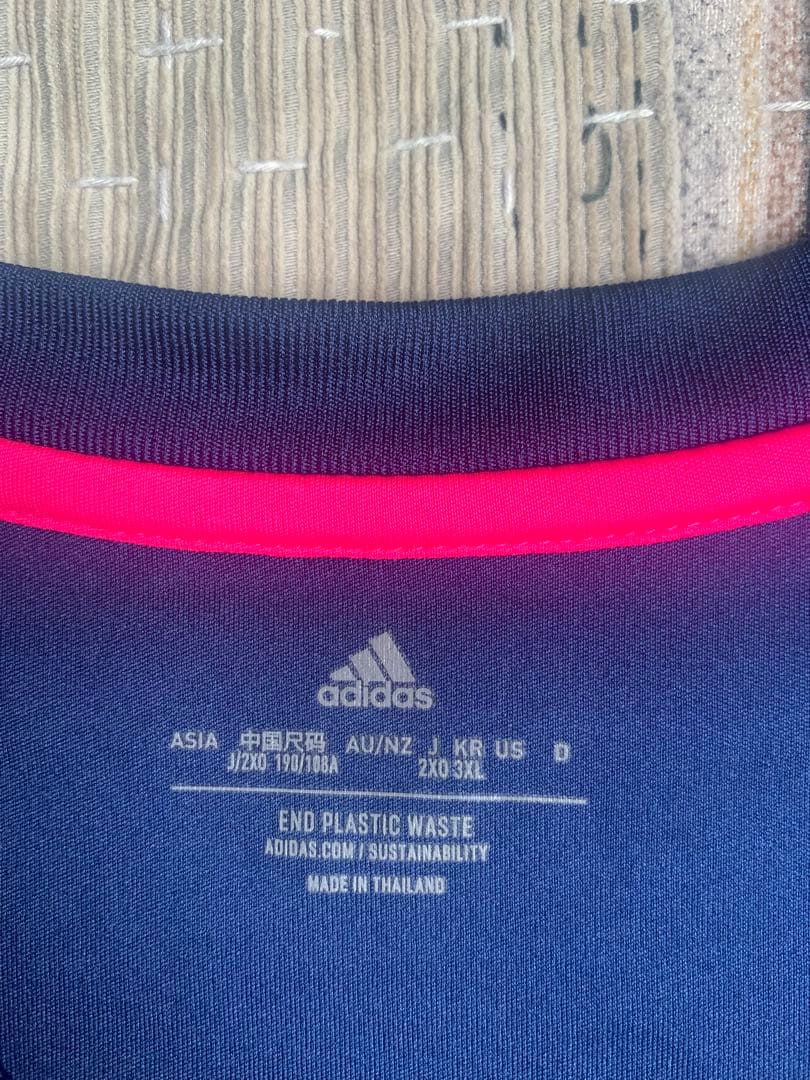 adidas
ASIA 中国尺码 AU/NZ J KR US D
J/2XO 190/108A 2XO 3XL
END PLASTIC WASTE
ADIDAS.COM / SUSTAINABILITY
MADE IN THAILAND